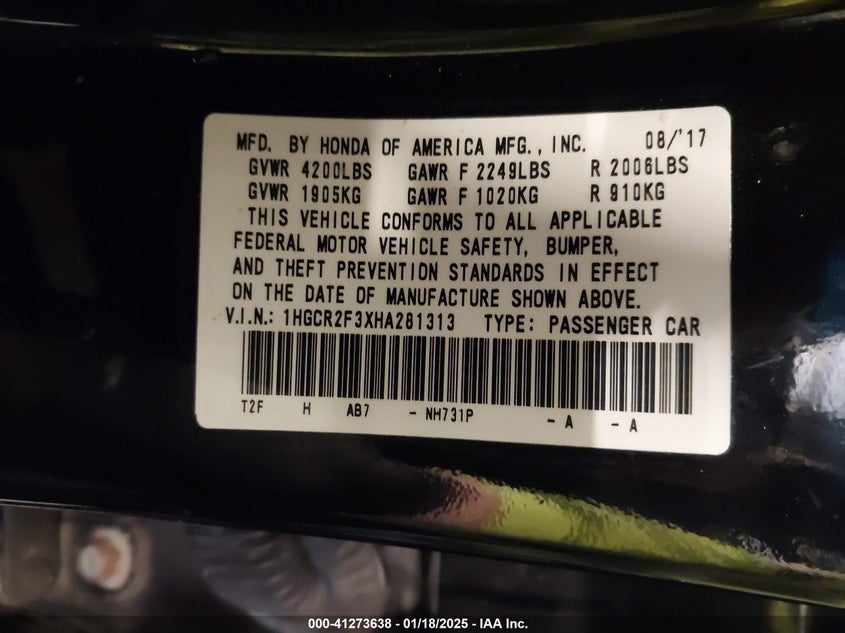 MFD. BY HONDA OF AMERICA MFG., INC. 08/'17
GVWR 4200LBS GAWR F 2249LBS R 2006LBS
GVWR 1905KG GAWR F 1020KG R 910KG
THIS VEHICLE CONFORMS TO ALL APPLICABLE
FEDERAL MOTOR VEHICLE SAFETY, BUMPER,
AND THEFT PREVENTION STANDARDS IN EFFECT
ON THE DATE OF MANUFACTURE SHOWN ABOVE.
V.I.N.: 1HGCR2F3XHA281313 TYPE: PASSENGER CAR
T2F H AB7 - NH731P - A - A
000-41273638 - 01/18/2025 - IAA Inc.